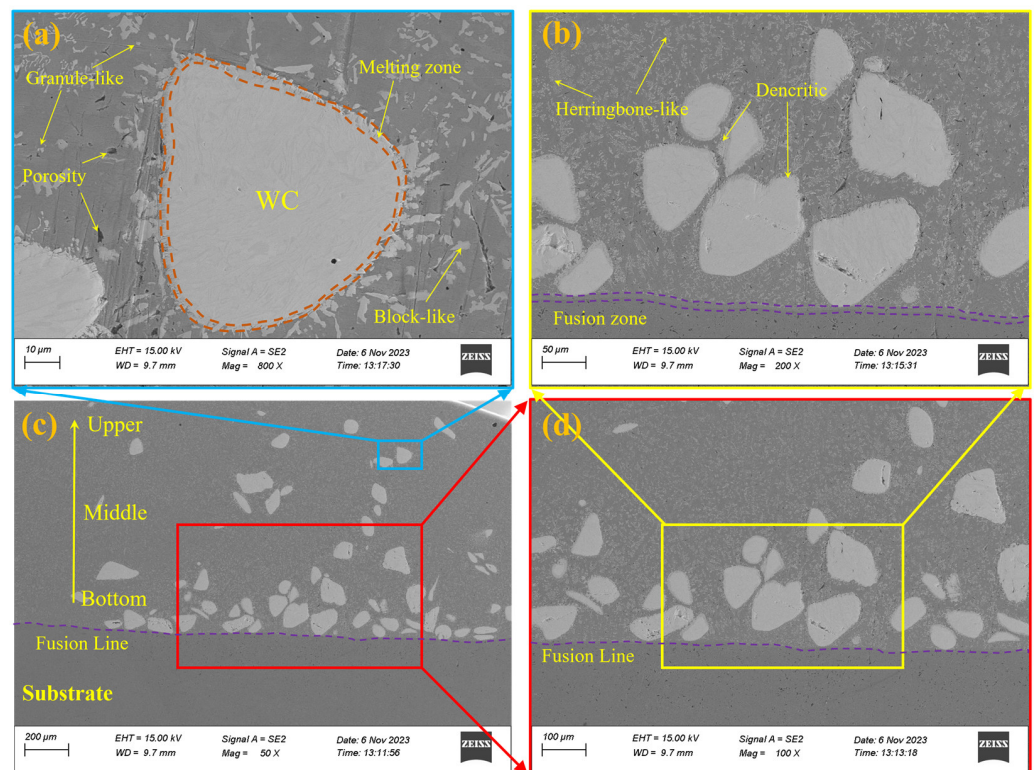 (a)
Granule-like
Melting zone
Porosity
WC
Block-like
10 μm
EHT = 15.00 kV
Signal A = SE2
Date: 6 Nov 2023
WD = 9.7 mm
Mag = 800 X
Time: 13:17:30
ZEISS
(b)
Herringbone-like
Dencritic
Fusion zone
50 μm
EHT = 15.00 kV
Signal A = SE2
Date: 6 Nov 2023
WD = 9.7 mm
Mag = 200 X
Time: 13:15:31
ZEISS
(c)
Upper
Middle
Bottom
Fusion Line
Substrate
200 μm
EHT = 15.00 kV
Signal A = SE2
Date: 6 Nov 2023
WD = 9.7 mm
Mag = 50 X
Time: 13:11:56
ZEISS
(d)
Fusion Line
100 μm
EHT = 15.00 kV
Signal A = SE2
Date: 6 Nov 2023
WD = 9.7 mm
Mag = 100 X
Time: 13:13:18
ZEISS